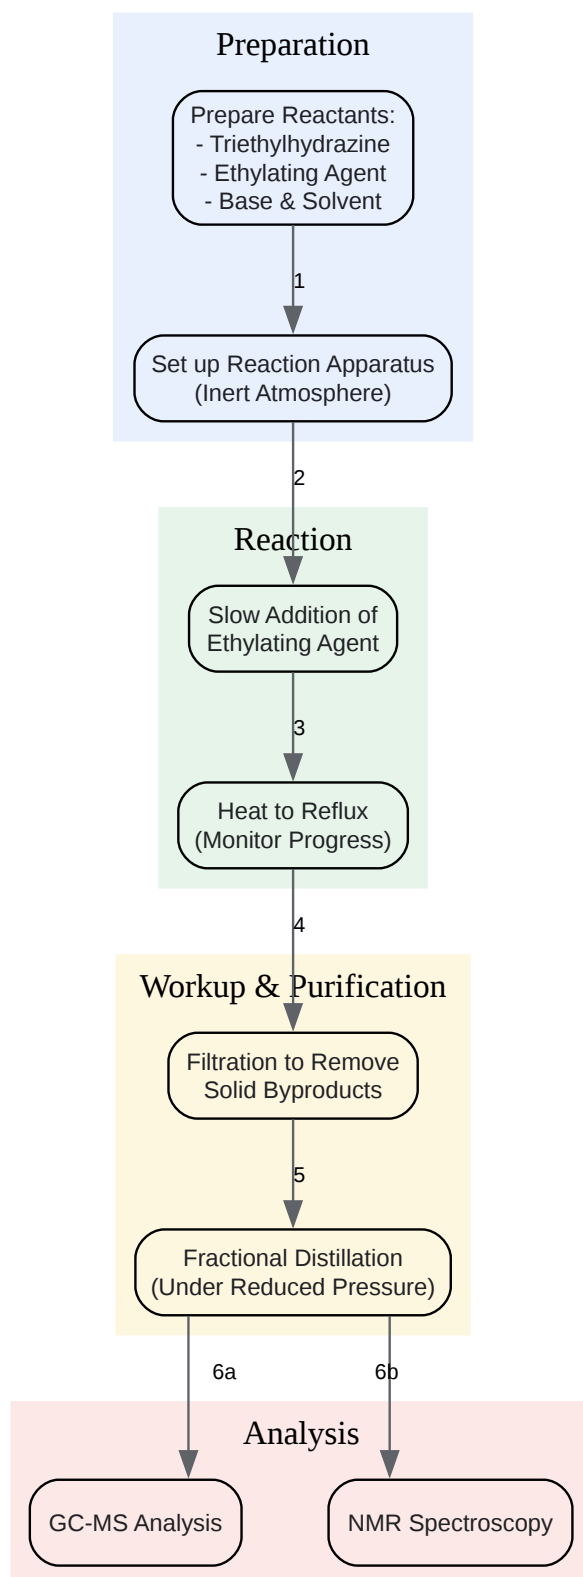 Preparation
Prepare Reactants:
- Triethylhydrazine
- Ethylating Agent
- Base & Solvent
1
Set up Reaction Apparatus
(Inert Atmosphere)
2
Reaction
Slow Addition of
Ethylating Agent
3
Heat to Reflux
(Monitor Progress)
4
Workup & Purification
Filtration to Remove
Solid Byproducts
5
Fractional Distillation
(Under Reduced Pressure)
6a
6b
Analysis
GC-MS Analysis
NMR Spectroscopy